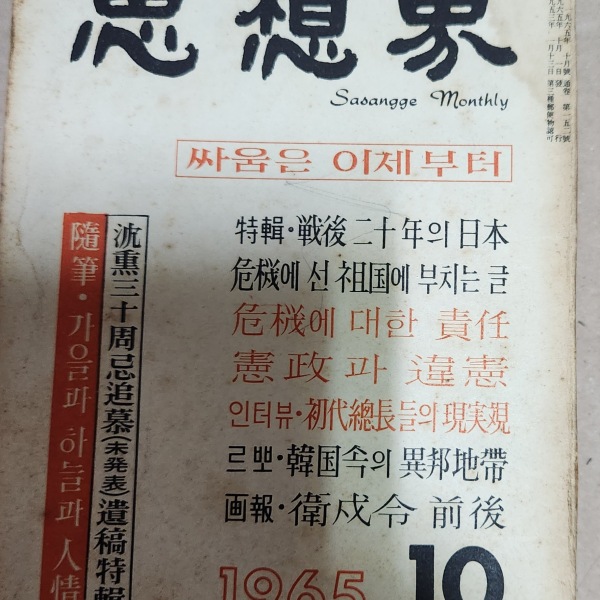 思想界
Sasangge Monthly
싸움은 이제부터
特輯·戦後二十年의 日本
危機에 선 祖国에 부치는 글
危機에 대한 責任
憲政과 違憲
인터뷰·初代總長들의 現実観
르뽀·韓国속의 異邦地帶
画報·衛戍令 前後
沈熏三十周忌追慕(未発表)遺稿特輯
隨筆·가을과 하늘과 人情
1965
10